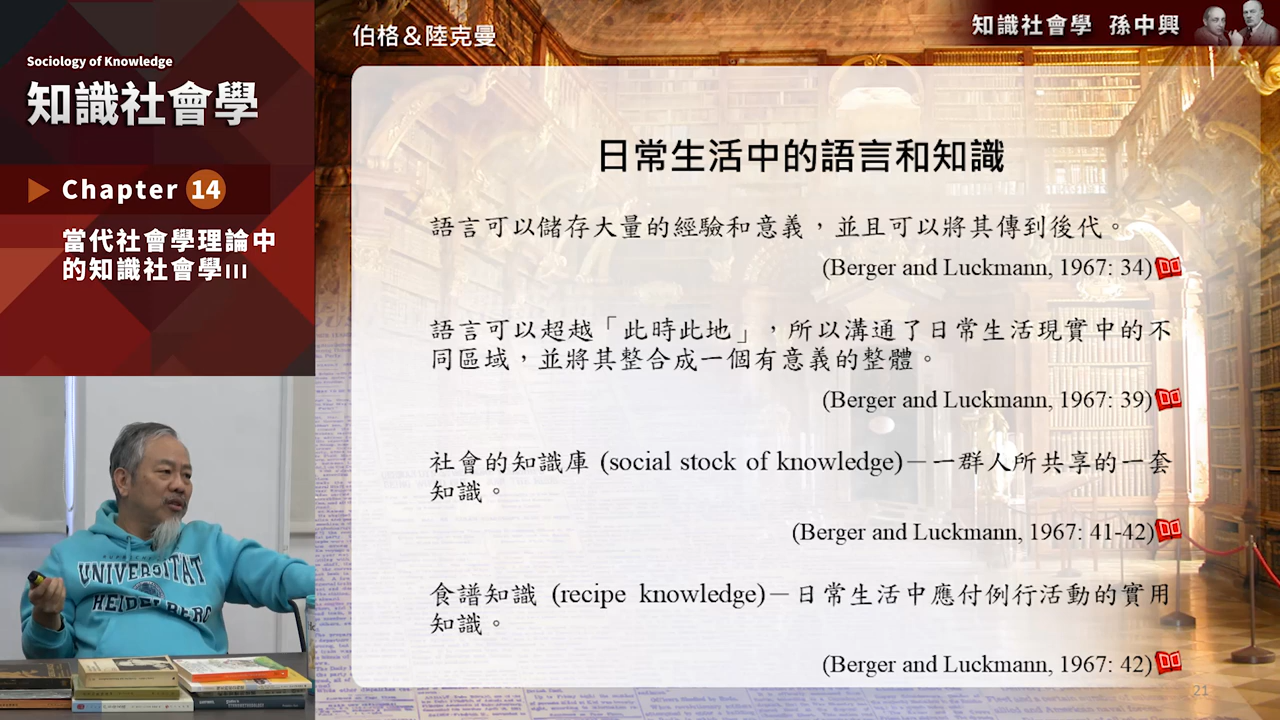 Sociology of Knowledge
知識社會學
Chapter 14
當代社會學理論中
的知識社會學III
伯格＆陸克曼
知識社會學 孫中興
日常生活中的語言和知識
語言可以儲存大量的經驗和意義，並且可以將其傳到後代。
(Berger and Luckmann, 1967: 34)
語言可以超越「此時此地」，所以溝通了日常生活現實中的不
同區域，並將其整合成一個有意義的整體。
(Berger and Luckmann, 1967: 39)
社會的知識庫 (social stock of knowledge)－一群人所共享的一套
知識。
(Berger and Luckmann, 1967: 41-42)
食譜知識 (recipe knowledge)－日常生活中應付例行活動的實用
知識。
(Berger and Luckmann, 1967: 42)
21
UNIVERSITAT
HEIDELBERG